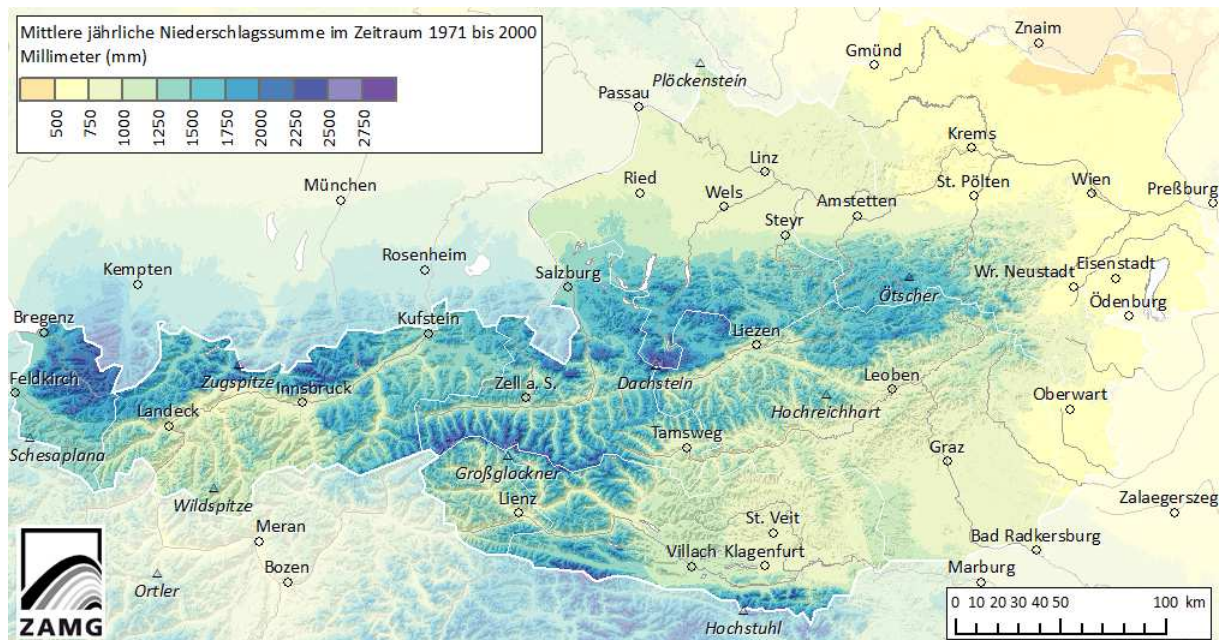 Mittlere jährliche Niederschlagssumme im Zeitraum 1971 bis 2000
Millimeter (mm)
500
750
1000
1250
1500
1750
2000
2250
2500
2600
2750
Znaim
Gmünd
Plöckenstein
Passau
Krems
Linz
München
Ried
Wels
St. Pölten
Wien
Preßburg
Amstetten
Steyr
Rosenheim
Kempten
Salzburg
Wr. Neustadt
Eisenstadt
Ötscher
Ödenburg
Bregenz
Kufstein
Liezen
Feldkirch
Zugspitze
Innsbruck
Zell a. S.
Dachstein
Leoben
Landeck
Hochreichhart
Oberwart
Tamsweg
Graz
Schesaplana
Großglockner
Wildspitze
Lienz
Zalaegerszeg
Meran
St. Veit
Bad Radkersburg
Bozen
Villach
Klagenfurt
Ortler
Marburg
Hochstuhl
ZAMG
0 10 20 30 40 50 100 km